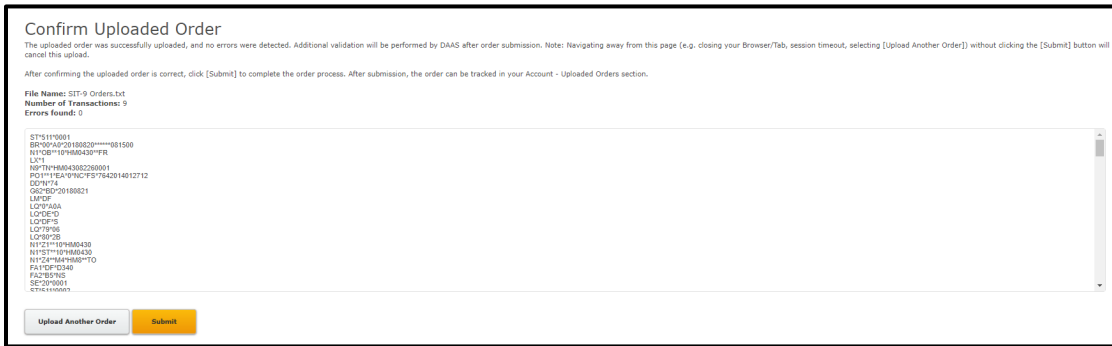 Confirm Uploaded Order
The uploaded order was successfully uploaded, and no errors were detected. Additional validation will be performed by DAAS after order submission. Note: Navigating away from this page (e.g. closing your Browser/Tab, session timeout, selecting [Upload Another Order]) without clicking the [Submit] button will
cancel this upload.
After confirming the uploaded order is correct, click [Submit] to complete the order process. After submission, the order can be tracked in your Account - Uploaded Orders section.
File Name: SIT-9 Orders.txt
Number of Transactions: 9
Errors found: 0
ST*511*0001
BR*00*A0*20180820******081500
N1*OB**10*HM0430**FR
LX*1
N9*TN*HM043082260001
PO1**1*EA*0*NC*FS*7642014012712
DD*N*74
G62*BD*20180821
LM*DF
LQ*0*A0A
LQ*DE*D
LQ*DF*S
LQ*79*06
LQ*80*2B
N1*Z1**10*HM0430
N1*ST**10*HM0430
N1*Z4**M4*HM8**TO
FA1*DF*D340
FA2*B5*NS
SE*20*0001
ST*511*0002
Upload Another Order
Submit